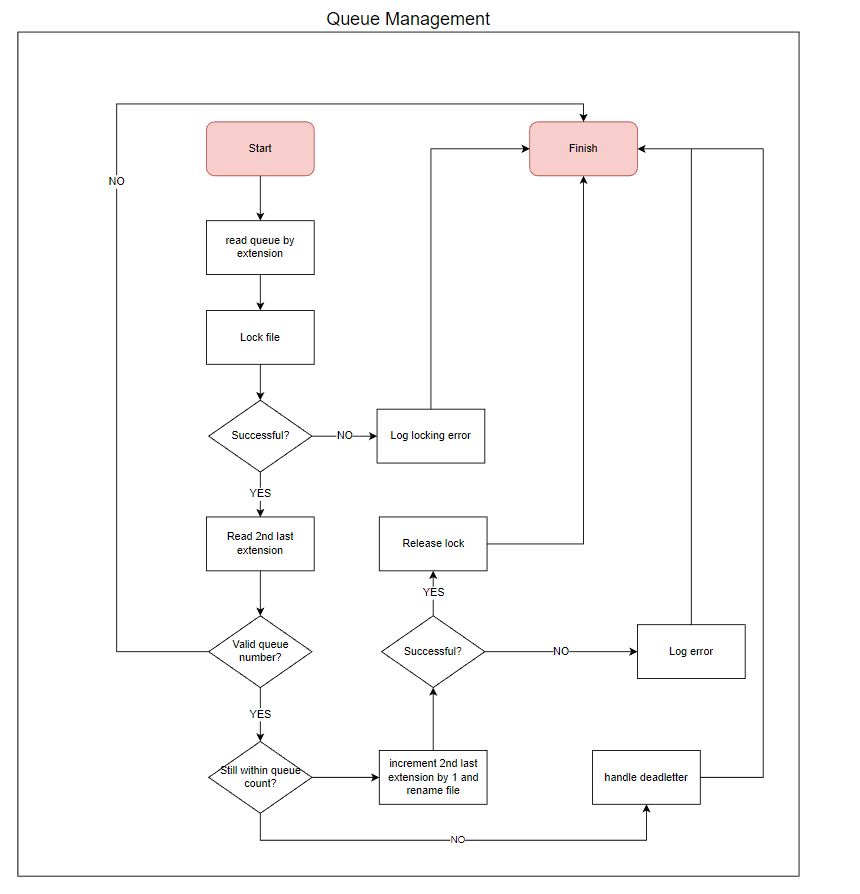 Queue Management
Start
Finish
NO
read queue by
extension
Lock file
Successful?
NO
Log locking error
YES
Read 2nd last
extension
Release lock
YES
Valid queue
number?
Successful?
NO
Log error
YES
Still within queue
count?
increment 2nd last
extension by 1 and
rename file
handle deadletter
NO